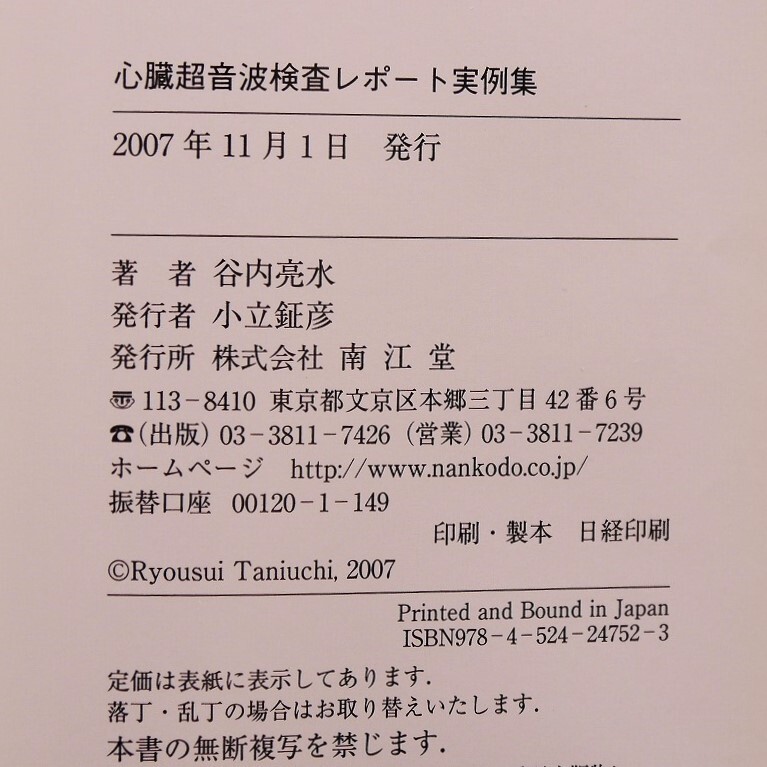 心臓超音波検査レポート実例集
2007年11月1日 発行
著 者 谷内亮水
発行者 小立鉦彦
発行所 株式会社 南 江 堂
〠113-8410 東京都文京区本郷三丁目42番6号
☎(出版)03-3811-7426 (営業)03-3811-7239
ホームページ http://www.nankodo.co.jp/
振替口座 00120-1-149
印刷・製本 日経印刷
©Ryousui Taniuchi, 2007
Printed and Bound in Japan
ISBN978-4-524-24752-3
定価は表紙に表示してあります.
落丁・乱丁の場合はお取り替えいたします.
本書の無断複写を禁じます.